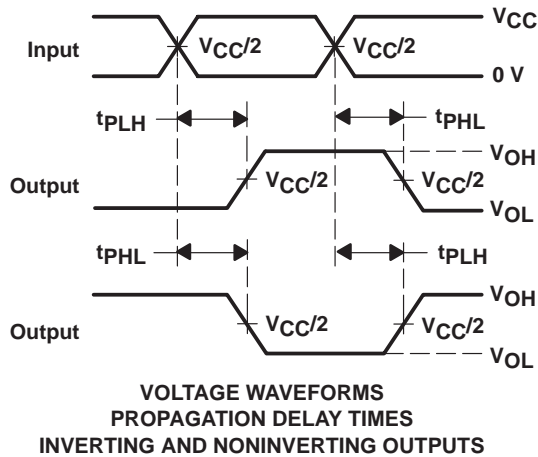 VCC
Input
VCC/2
VCC/2
0 V
tPLH
tPHL
VOH
Output
VCC/2
VCC/2
VOL
tPHL
tPLH
VOH
Output
VCC/2
VCC/2
VOL
VOLTAGE WAVEFORMS
PROPAGATION DELAY TIMES
INVERTING AND NONINVERTING OUTPUTS